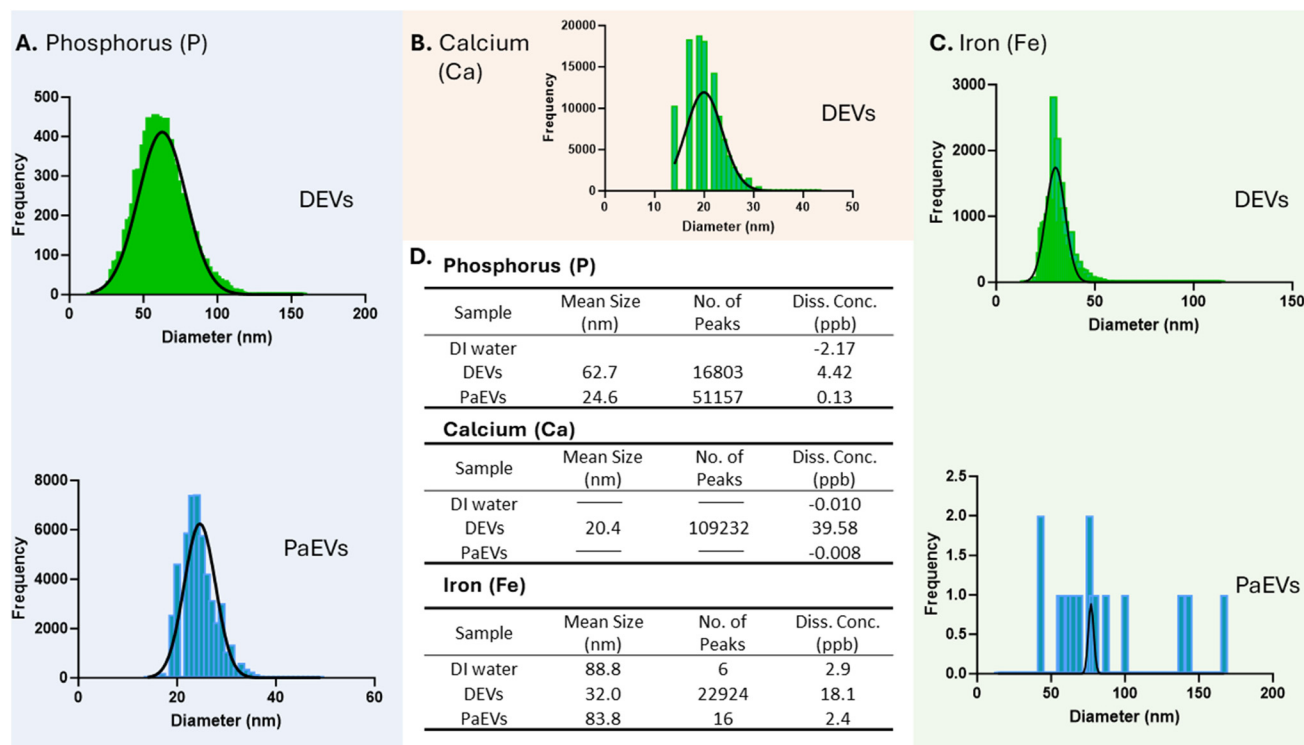 A. Phosphorus (P)
500
400
300
200
100
0
Frequency
0 50 100 150 200
Diameter (nm)
DEVs
8000
6000
4000
2000
0
Frequency
0 20 40 60
Diameter (nm)
PaEVs
B. Calcium
(Ca)
20000
15000
10000
5000
0
Frequency
0 10 20 30 40 50
Diameter (nm)
DEVs
D. Phosphorus (P)
Sample Mean Size (nm) No. of Peaks Diss. Conc. (ppb)
DI water -2.17
DEVs 62.7 16803 4.42
PaEVs 24.6 51157 0.13
Calcium (Ca)
Sample Mean Size (nm) No. of Peaks Diss. Conc. (ppb)
DI water —— —— -0.010
DEVs 20.4 109232 39.58
PaEVs —— —— -0.008
Iron (Fe)
Sample Mean Size (nm) No. of Peaks Diss. Conc. (ppb)
DI water 88.8 6 2.9
DEVs 32.0 22924 18.1
PaEVs 83.8 16 2.4
C. Iron (Fe)
3000
2000
1000
0
Frequency
0 50 100 150
Diameter (nm)
DEVs
2.5
2.0
1.5
1.0
0.5
0.0
Frequency
0 50 100 150 200
Diameter (nm)
PaEVs